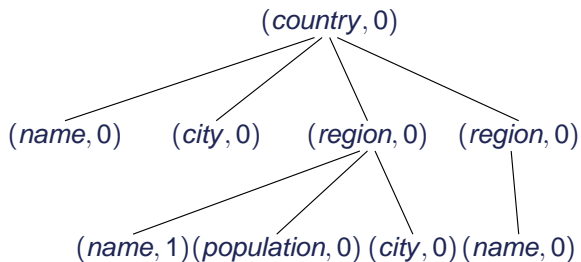 (country, 0)
(name, 0) (city, 0) (region, 0) (region, 0)
(name, 1) (population, 0) (city, 0) (name, 0)